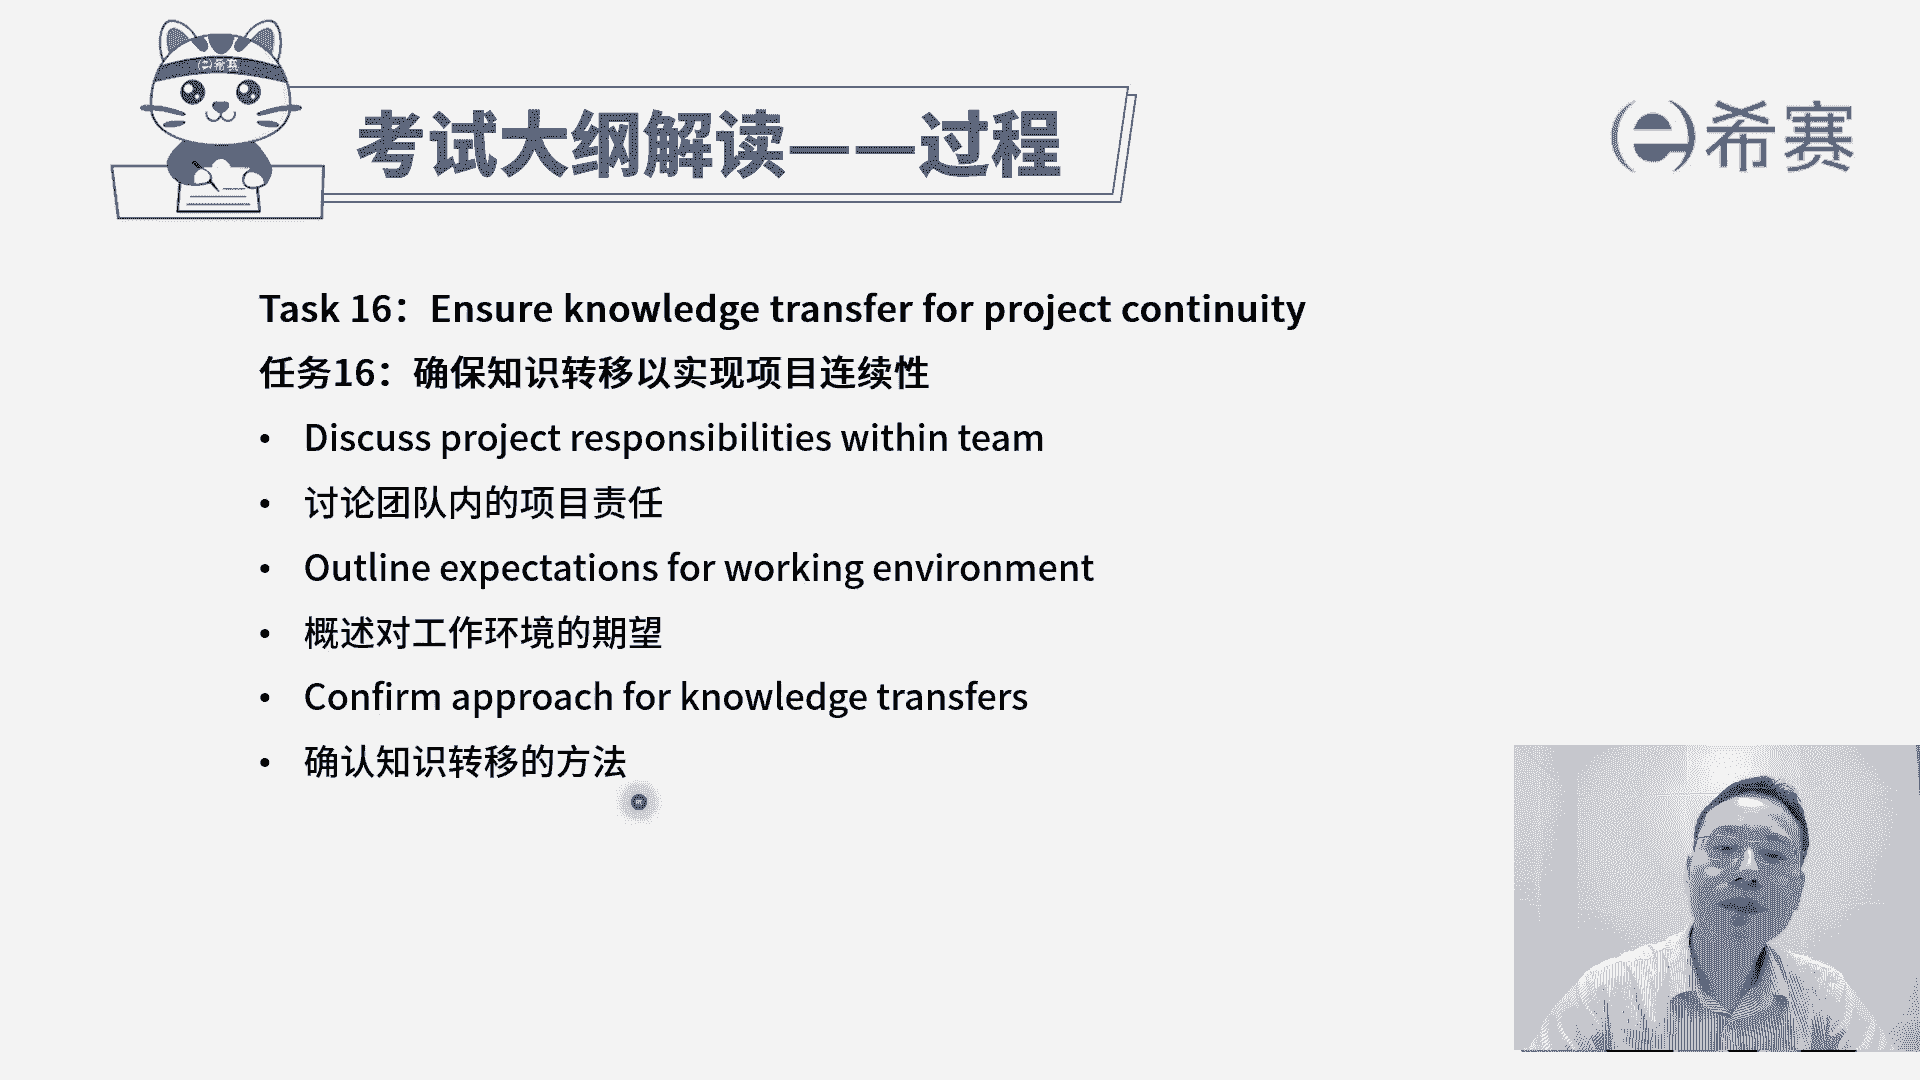 希赛
考试大纲解读——过程
希赛
Task 16：Ensure knowledge transfer for project continuity
任务16：确保知识转移以实现项目连续性
• Discuss project responsibilities within team
• 讨论团队内的项目责任
• Outline expectations for working environment
• 概述对工作环境的期望
• Confirm approach for knowledge transfers
• 确认知识转移的方法